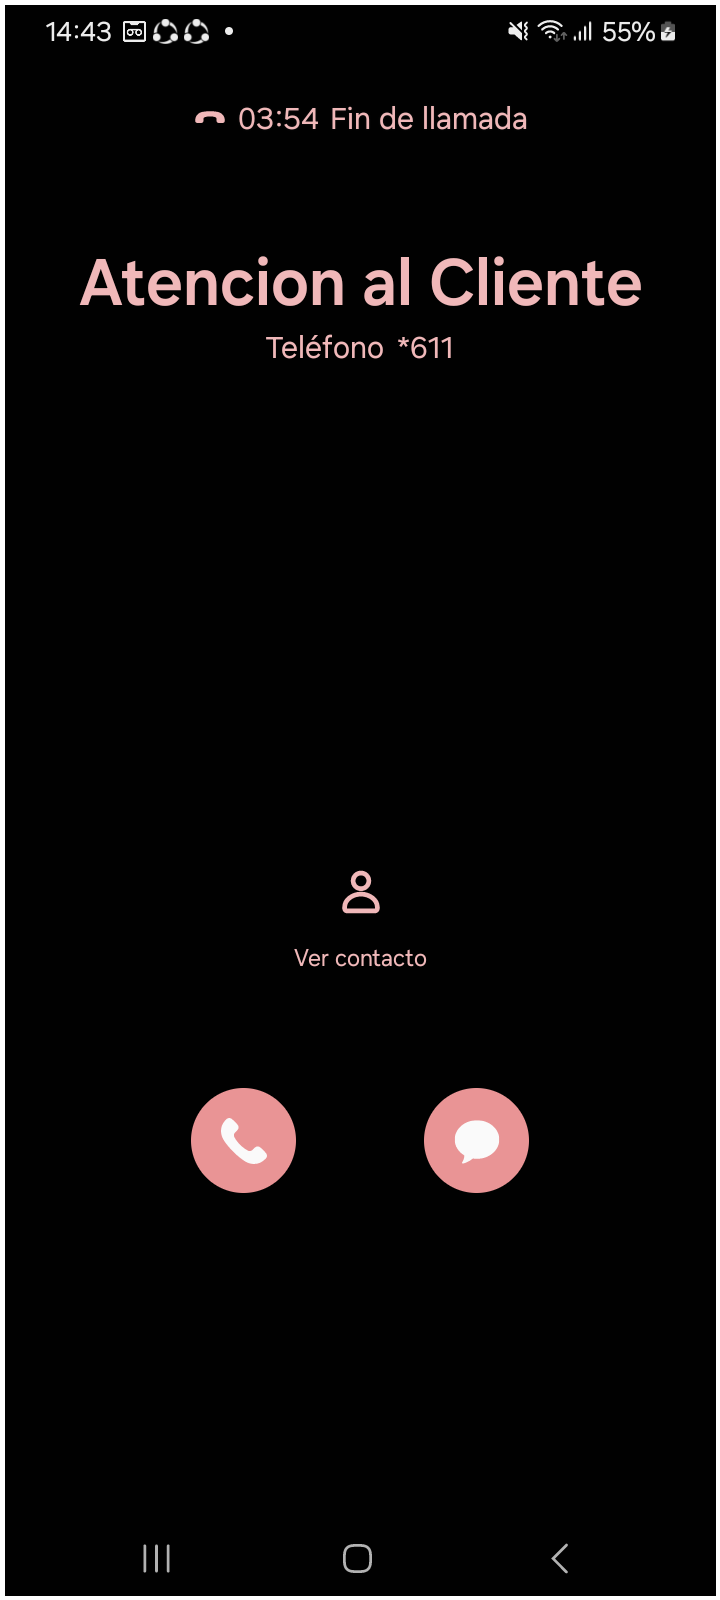 14:43 55%
03:54 Fin de llamada
Atencion al Cliente
Teléfono *611
Ver contacto